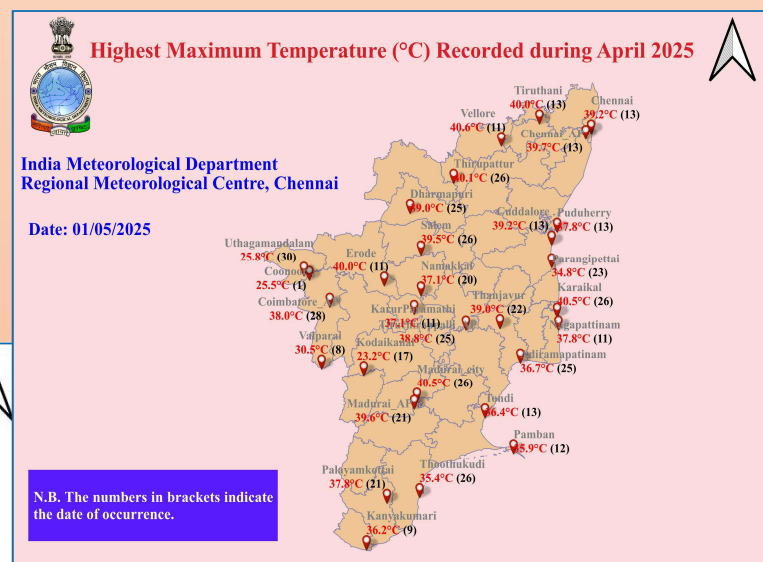 Highest Maximum Temperature (°C) Recorded during April 2025
India Meteorological Department
Regional Meteorological Centre, Chennai
Date: 01/05/2025
Tiruthani
40.0°C (13)
Chennai
39.2°C (13)
Vellore
40.6°C (11)
Chennai_AP
39.7°C (13)
Thirupattur
40.1°C (26)
Dharmapuri
39.0°C (25)
Cuddalore
39.2°C (13)
Puduherry
37.8°C (13)
Salem
39.5°C (26)
Uthagamandalam
25.8°C (30)
Erode
40.0°C (11)
Parangipettai
34.8°C (23)
Coonoor
25.5°C (1)
Namakkal
37.1°C (20)
Karaikal
40.5°C (26)
Coimbatore_AP
38.0°C (28)
KarurParamathi
37.1°C (11)
Thanjavur
39.0°C (22)
38.8°C (25)
Nagapattinam
37.8°C (11)
Valparai
30.5°C (8)
Kodaikanal
23.2°C (17)
Adiramapatinam
36.7°C (25)
Madurai_city
40.5°C (26)
Madurai_AP
39.6°C (21)
Tondi
36.4°C (13)
Pamban
35.9°C (12)
Palayamkottai
37.8°C (21)
Thoothukudi
35.4°C (26)
Kanyakumari
36.2°C (9)
N.B. The numbers in brackets indicate
the date of occurrence.